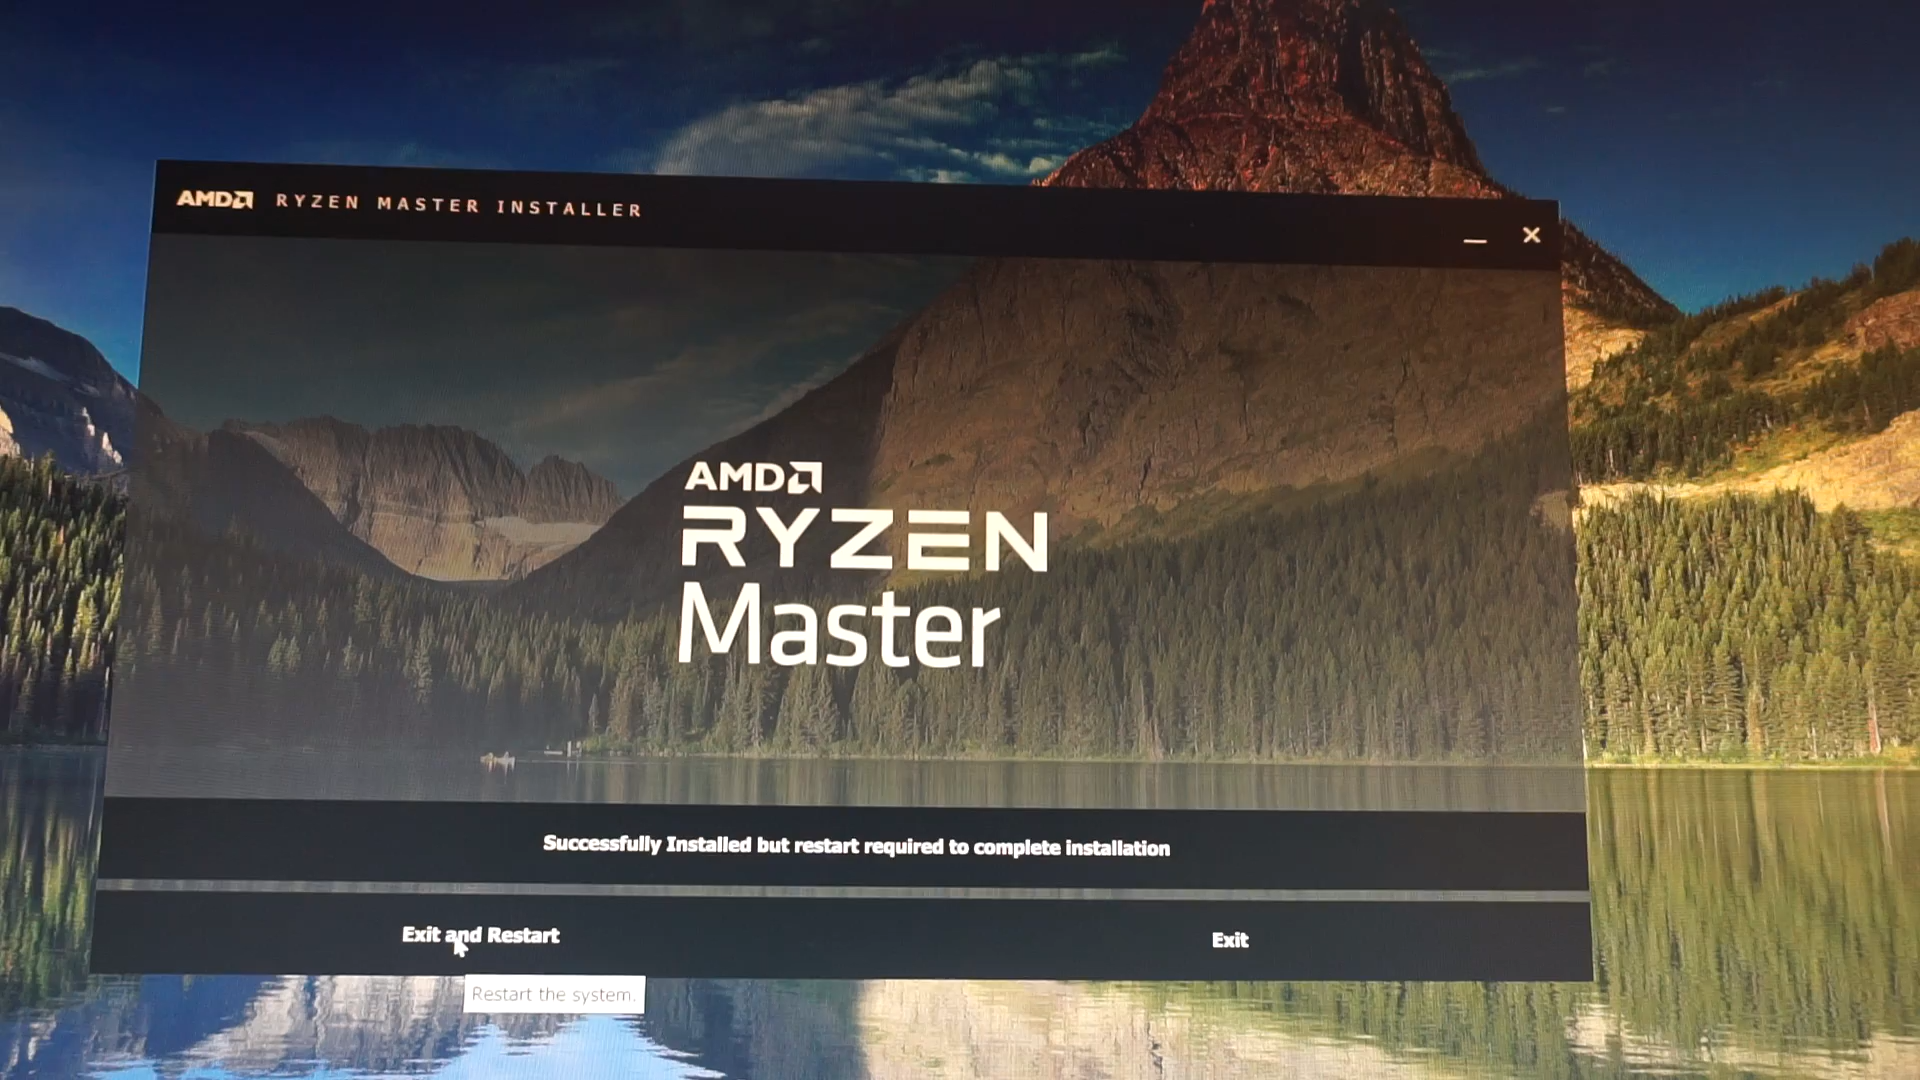 AMD RYZEN MASTER INSTALLER
AMD
RYZEN
Master
Successfully Installed but restart required to complete installation
Exit and Restart
Exit
Restart the system.